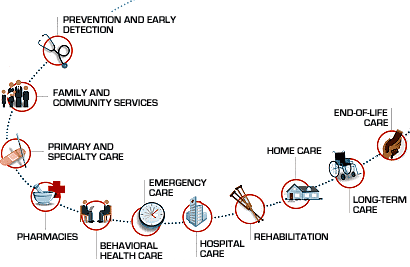 PREVENTION AND EARLY
DETECTION
FAMILY AND
COMMUNITY SERVICES
PRIMARY AND
SPECIALTY CARE
PHARMACIES
BEHAVIORAL
HEALTH CARE
EMERGENCY
CARE
HOSPITAL
CARE
REHABILITATION
HOME CARE
LONG-TERM
CARE
END-OF-LIFE
CARE